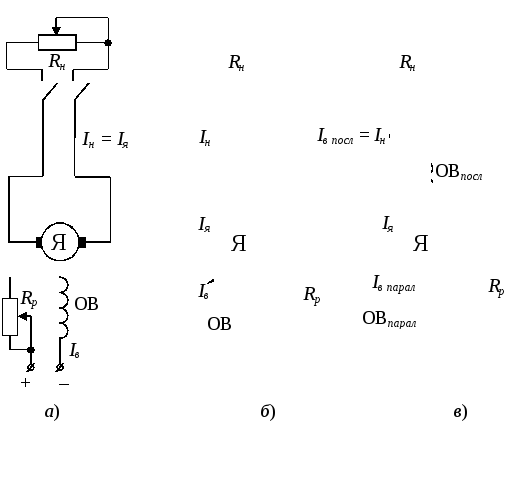 Rн Rн Rн
Iн = Iя Iн Iв посл = Iн
ОВпосл
Iя Iя
Я Я Я
Rр ОВ Iв Rр Iв парал Rр
ОВ ОВпарал
Iв
+ –
а) б) в)